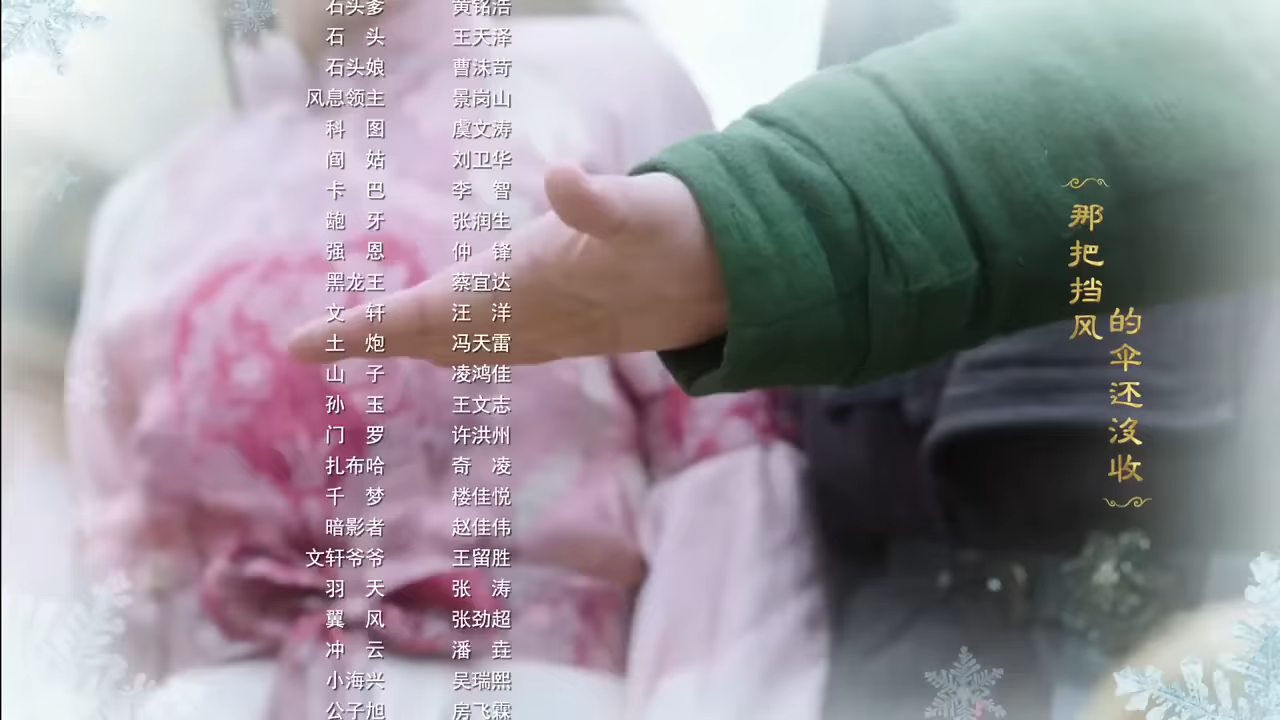 石头爹 黄铭浩
石头 王天泽
石头娘 曹沫苛
风息领主 景岗山
科图 虞文涛
阎姑 刘卫华
卡巴 李智
龅牙 张润生
强恩 仲锋
黑龙王 蔡宜达
文轩 汪洋
土炮 冯天雷
山子 凌鸿佳
孙玉 王文志
门罗 许洪州
扎布哈 奇凌
千梦 楼佳悦
暗影者 赵佳伟
文轩爷爷 王留胜
羽天 张涛
翼风 张劲超
冲云 潘垚
小海兴 吴瑞熙
公子旭 房飞霖
那把挡风
的伞还没收